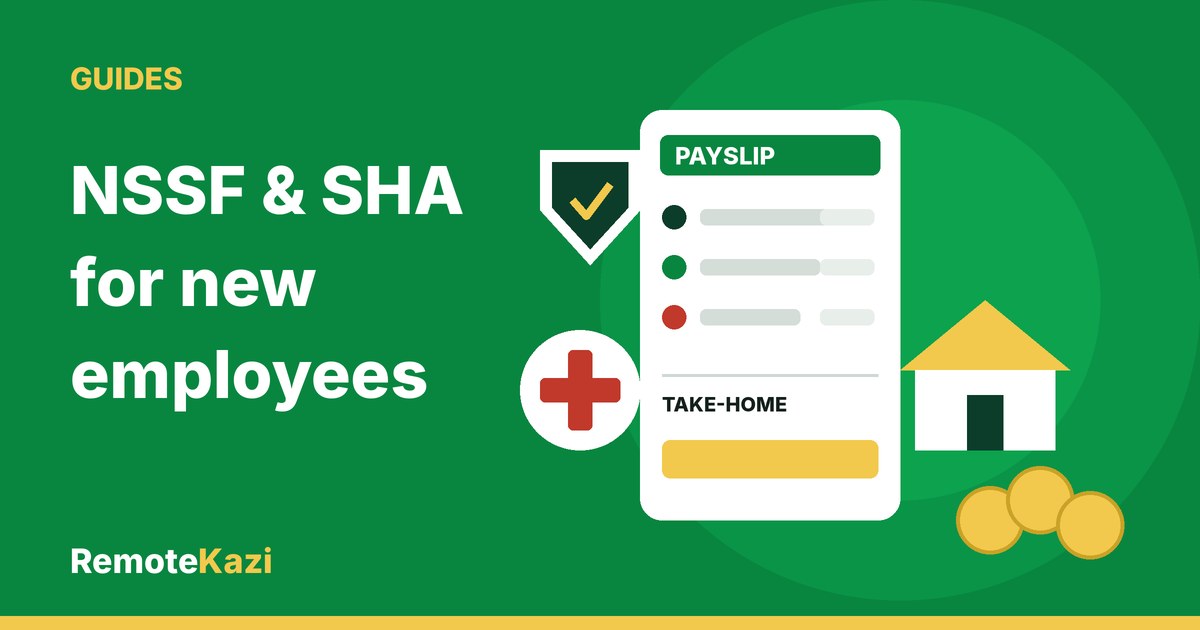 GUIDES
NSSF & SHA
for new
employees
RemoteKazi
PAYSLIP
TAKE-HOME